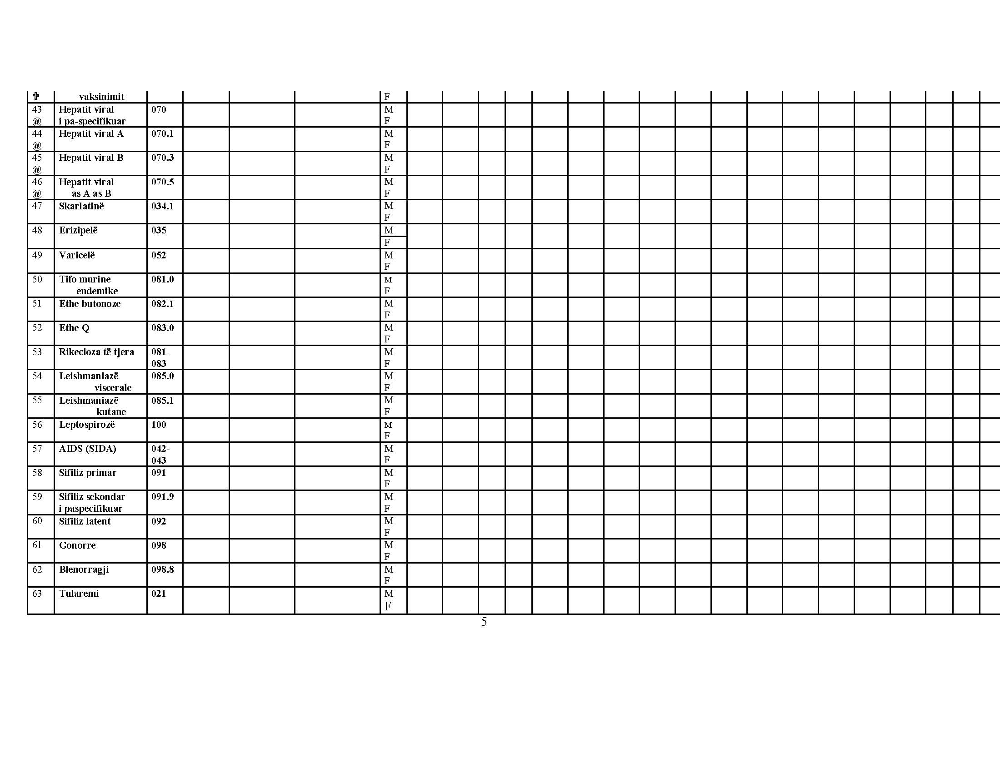 ✞ vaksinimit F
43 Hepatit viral 070 M
@ i pa-specifikuar F
44 Hepatit viral A 070.1 M
@ F
45 Hepatit viral B 070.3 M
@ F
46 Hepatit viral 070.5 M
@ as A as B F
47 Skarlatinë 034.1 M
F
48 Erizipelë 035 M
F
49 Varicelë 052 M
F
50 Tifo murine 081.0 M
endemike F
51 Ethe butonoze 082.1 M
F
52 Ethe Q 083.0 M
F
53 Rikecioza të tjera 081- M
083 F
54 Leishmaniazë 085.0 M
viscerale F
55 Leishmaniazë 085.1 M
kutane F
56 Leptospirozë 100 M
F
57 AIDS (SIDA) 042- M
043 F
58 Sifiliz primar 091 M
F
59 Sifiliz sekondar 091.9 M
i paspecifikuar F
60 Sifiliz latent 092 M
F
61 Gonorre 098 M
F
62 Blenorragji 098.8 M
F
63 Tularemi 021 M
F
5